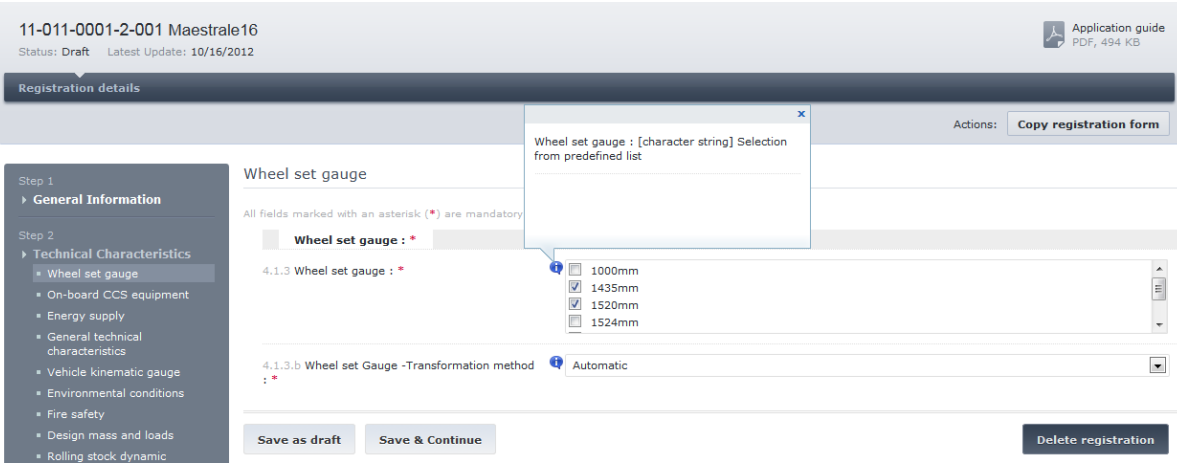 11-011-0001-2-001 Maestrale16
Status: Draft Latest Update: 10/16/2012
Application guide
PDF, 494 KB
Registration details
Actions: Copy registration form
x
Wheel set gauge : [character string] Selection
from predefined list
Step 1
General Information
Step 2
Technical Characteristics
Wheel set gauge
On-board CCS equipment
Energy supply
General technical
characteristics
Vehicle kinematic gauge
Environmental conditions
Fire safety
Design mass and loads
Rolling stock dynamic
Wheel set gauge
All fields marked with an asterisk (*) are mandatory
Wheel set gauge : *
4.1.3 Wheel set gauge : *
1000mm
1435mm
1520mm
1524mm
4.1.3.b Wheel set Gauge -Transformation method
: *
Automatic
Save as draft Save & Continue Delete registration